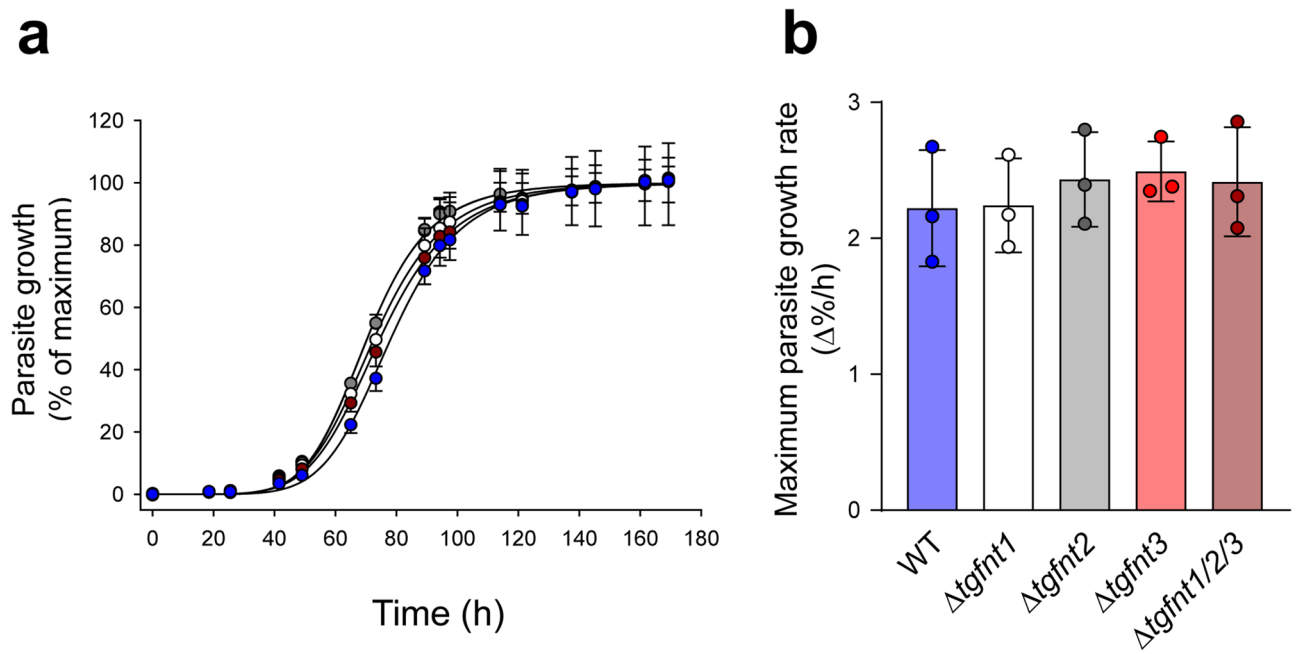 a
120
100
80
60
40
20
0
Parasite growth
(% of maximum)
0 20 40 60 80 100 120 140 160 180
Time (h)
b
3
2
1
0
Maximum parasite growth rate
(Δ%/h)
WT
Δtgfnt1
Δtgfnt2
Δtgfnt3
Δtgfnt1/2/3